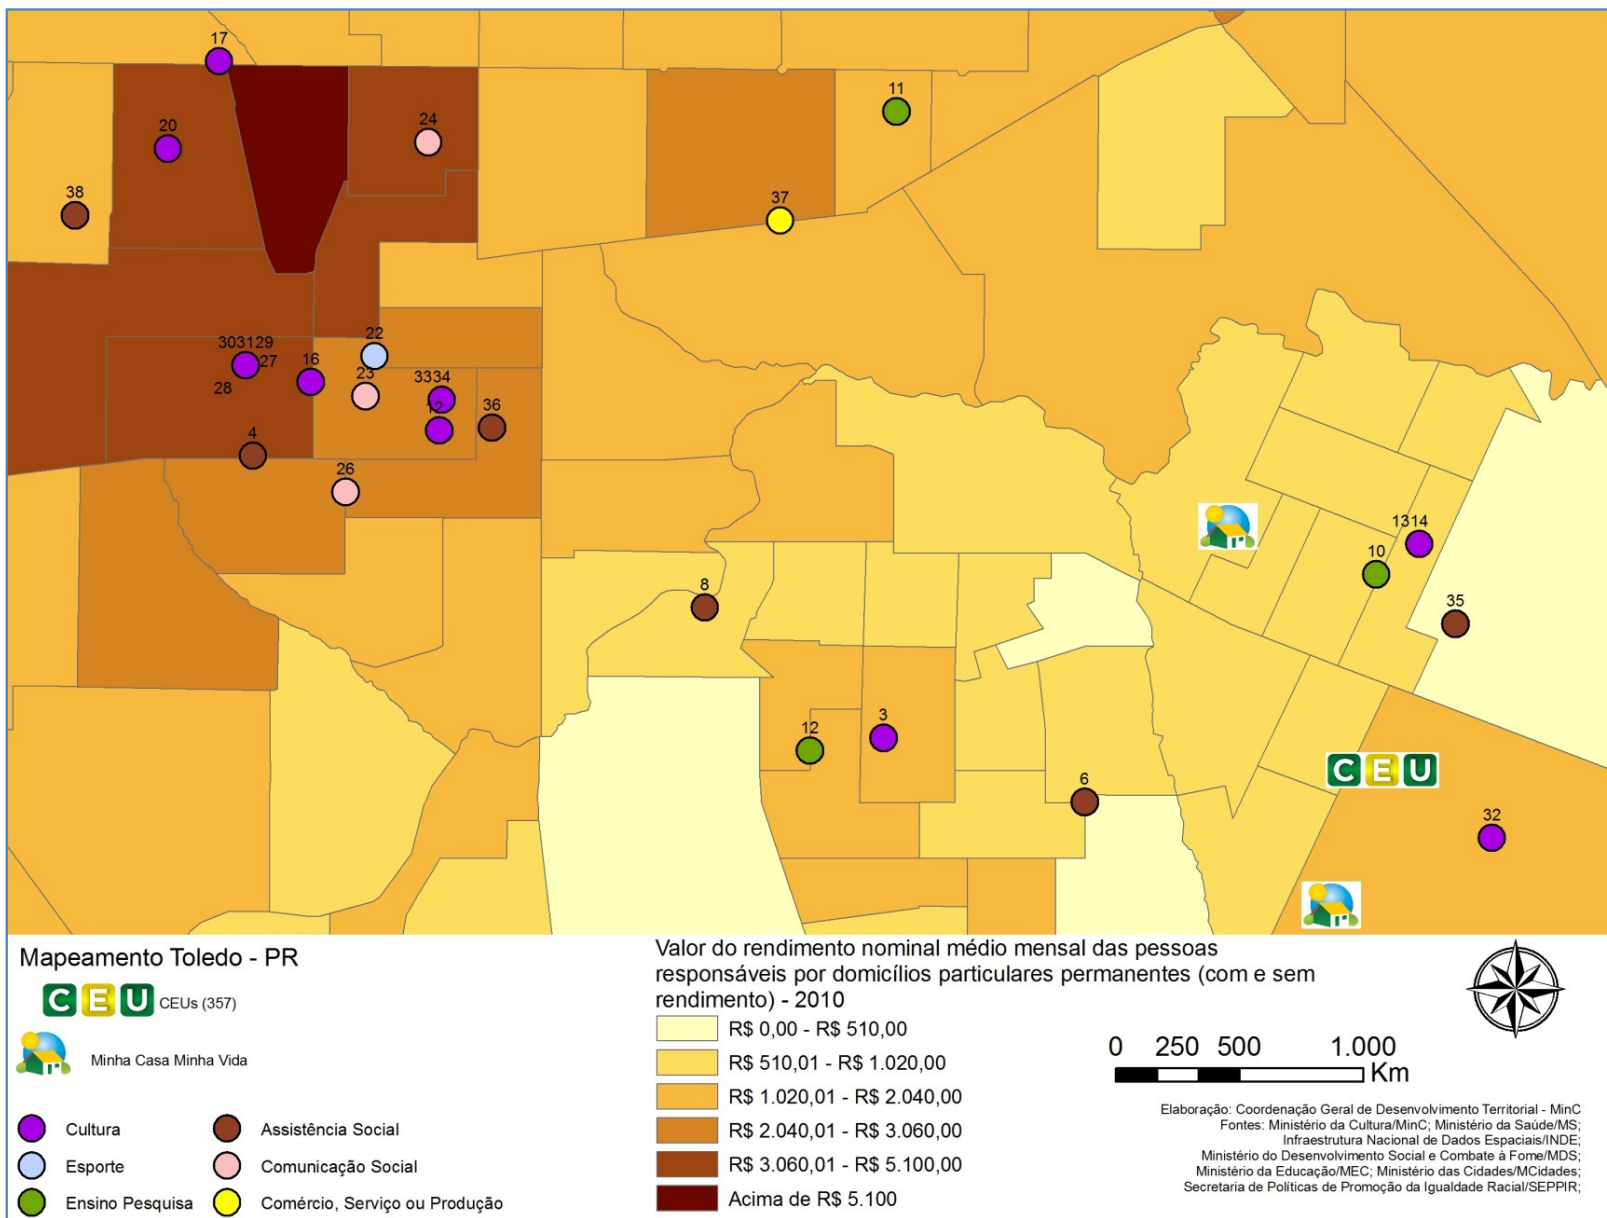 17
11
20
24
38
37
303129
27
28
16
22
23
3334
12
36
4
26
1314
10
8
35
3
12
6
CEU
32
Mapeamento Toledo - PR
CEU CEUs (357)
Minha Casa Minha Vida
Cultura
Esporte
Ensino Pesquisa
Assistência Social
Comunicação Social
Comércio, Serviço ou Produção
Valor do rendimento nominal médio mensal das pessoas
responsáveis por domicílios particulares permanentes (com e sem
rendimento) - 2010
R$ 0,00 - R$ 510,00
R$ 510,01 - R$ 1.020,00
R$ 1.020,01 - R$ 2.040,00
R$ 2.040,01 - R$ 3.060,00
R$ 3.060,01 - R$ 5.100,00
Acima de R$ 5.100
0 250 500 1.000
Km
Elaboração: Coordenação Geral de Desenvolvimento Territorial - MinC
Fontes: Ministério da Cultura/MinC; Ministério da Saúde/MS;
Infraestrutura Nacional de Dados Espaciais/INDE;
Ministério do Desenvolvimento Social e Combate à Fome/MDS;
Ministério da Educação/MEC; Ministério das Cidades/MCidades;
Secretaria de Políticas de Promoção da Igualdade Racial/SEPPIR;